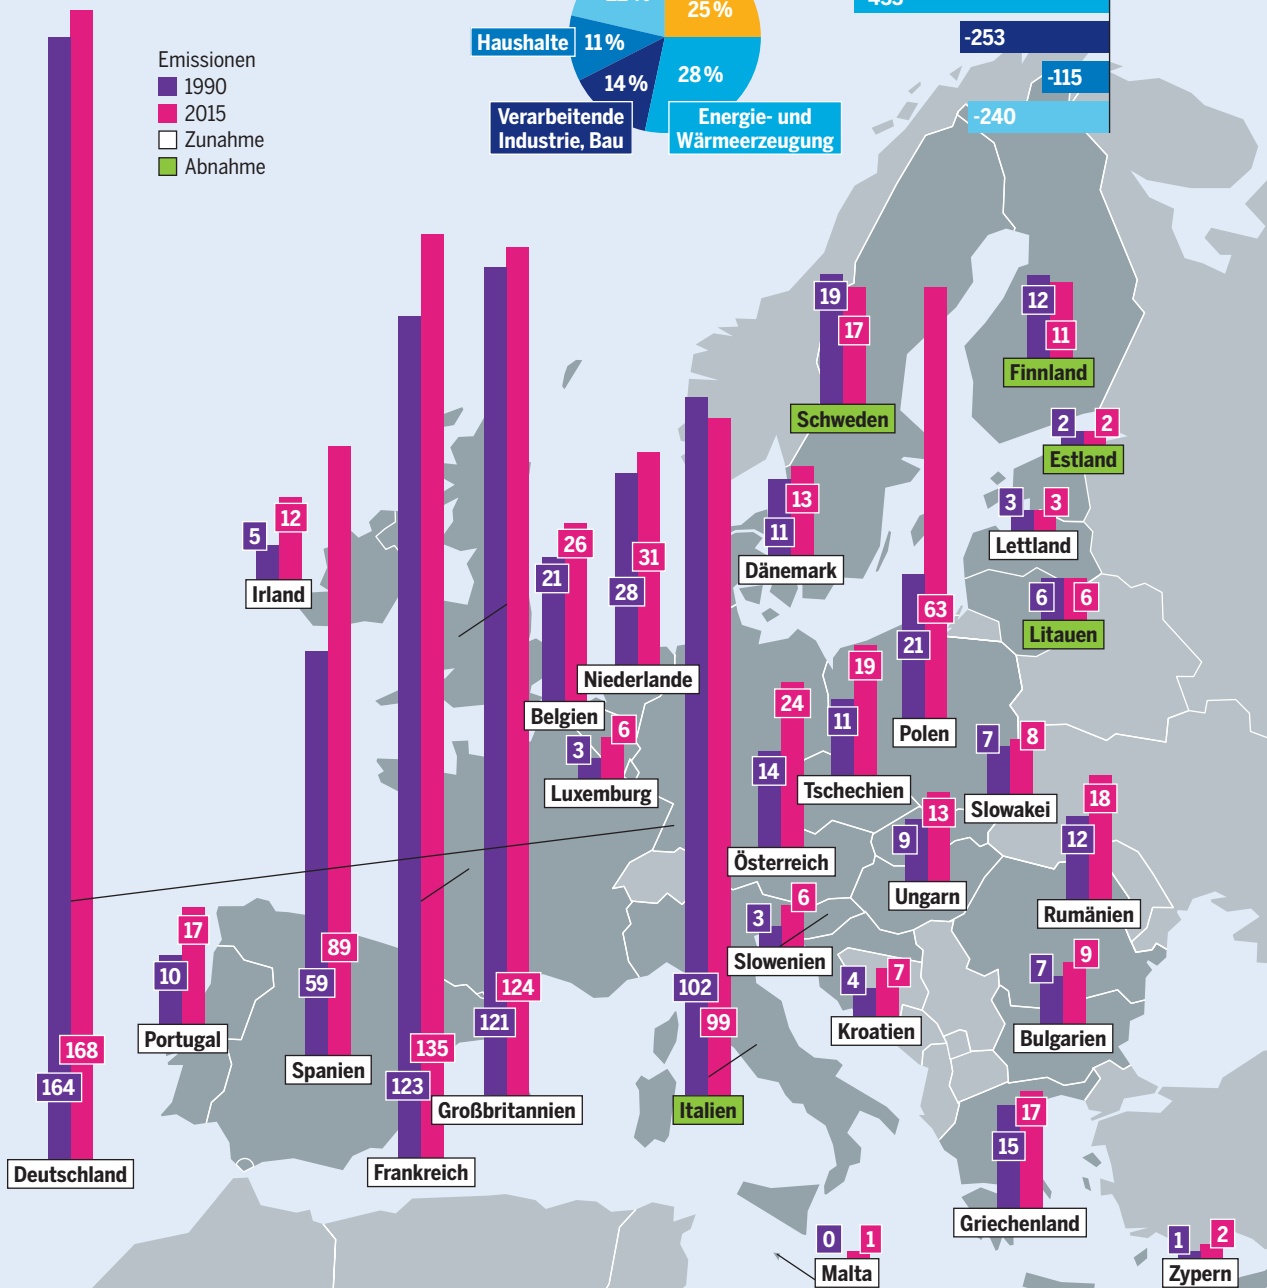 Emissionen
1990
2015
Zunahme
Abnahme
25 %
Haushalte
11 %
14 %
28 %
Verarbeitende
Industrie, Bau
Energie- und
Wärmeerzeugung
-253
-115
-240
19
17
Schweden
12
11
Finnland
2
2
Estland
3
3
Lettland
6
6
Litauen
5
12
Irland
21
26
Belgien
28
31
Niederlande
11
13
Dänemark
21
63
Polen
3
6
Luxemburg
14
24
Österreich
11
19
Tschechien
7
8
Slowakei
9
13
Ungarn
12
18
Rumänien
3
6
Slowenien
4
7
Kroatien
7
9
Bulgarien
10
17
Portugal
59
89
Spanien
164
168
Deutschland
123
135
Frankreich
121
124
Großbritannien
102
99
Italien
15
17
Griechenland
0
1
Malta
1
2
Zypern